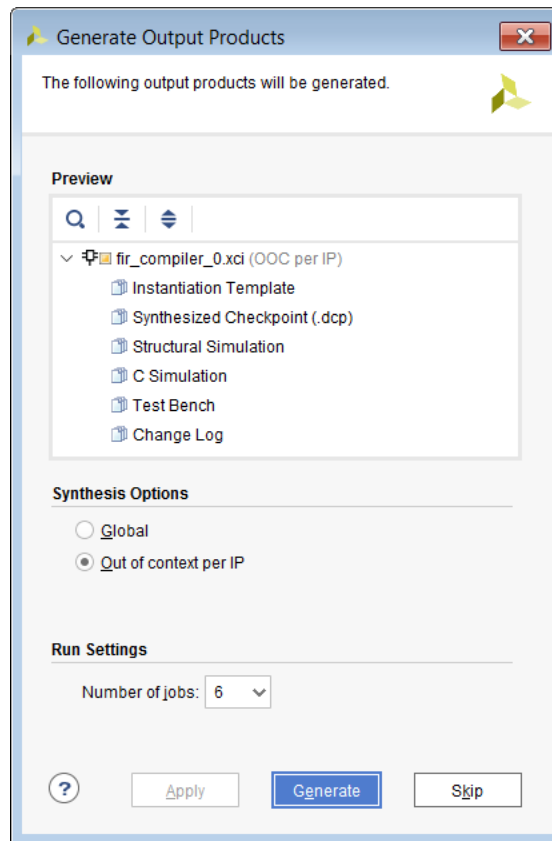 Generate Output Products
The following output products will be generated.
Preview
fir_compiler_0.xci (OOC per IP)
Instantiation Template
Synthesized Checkpoint (.dcp)
Structural Simulation
C Simulation
Test Bench
Change Log
Synthesis Options
Global
Out of context per IP
Run Settings
Number of jobs: 6
? Apply Generate Skip